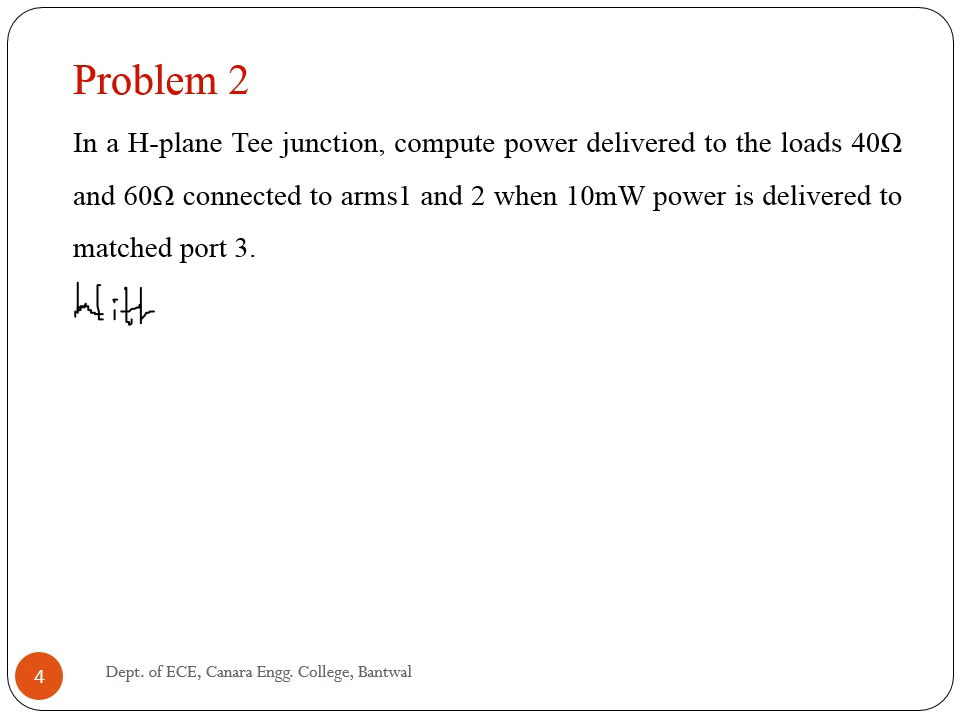 Problem 2
In a H-plane Tee junction, compute power delivered to the loads 40Ω
and 60Ω connected to arms1 and 2 when 10mW power is delivered to
matched port 3.
With
4
Dept. of ECE, Canara Engg. College, Bantwal